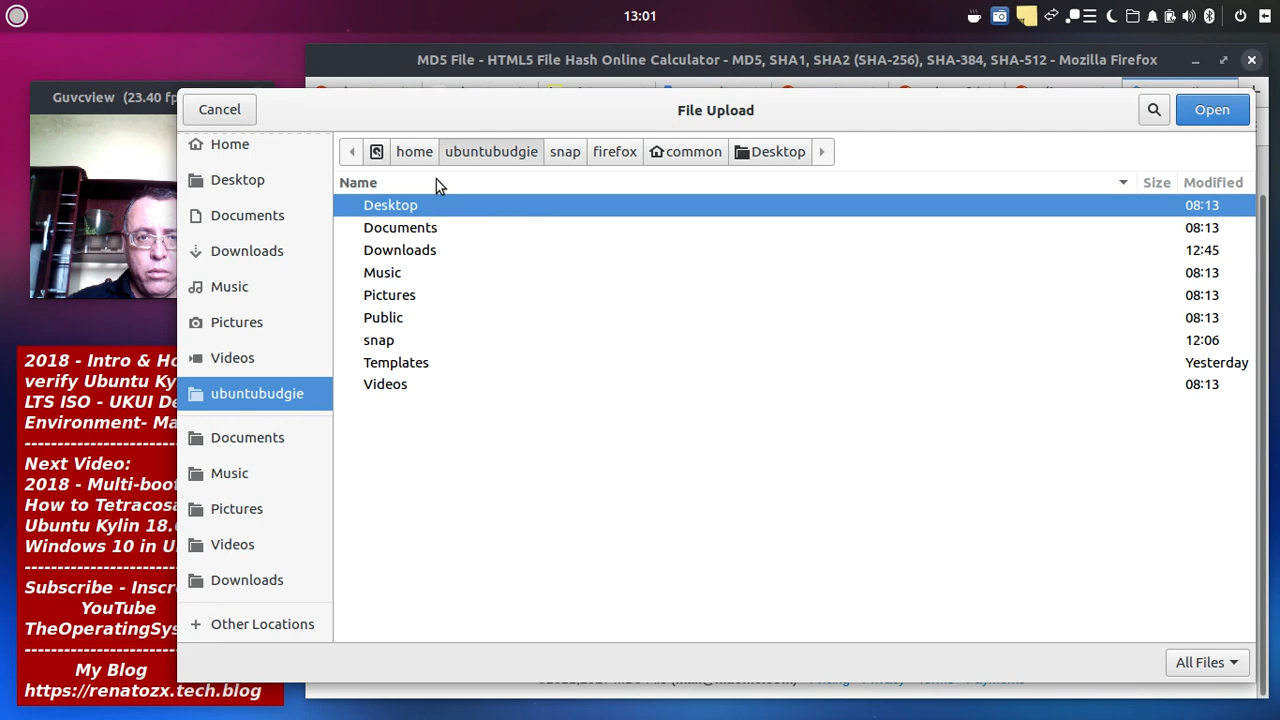 13:01
MD5 File - HTML5 File Hash Online Calculator - MD5, SHA1, SHA2 (SHA-256), SHA-384, SHA-512 - Mozilla Firefox
Guvcview (23.40 fp
Cancel
File Upload
Open
home
ubuntubudgie
snap
firefox
common
Desktop
Home
Desktop
Documents
Downloads
Music
Pictures
Videos
ubuntubudgie
Documents
Music
Pictures
Videos
Downloads
Other Locations
Name Size Modified
Desktop 08:13
Documents 08:13
Downloads 12:45
Music 08:13
Pictures 08:13
Public 08:13
snap 12:06
Templates Yesterday
Videos 08:13
All Files
2018 - Intro & Ho
verify Ubuntu Ky
LTS ISO - UKUI De
Environment- Ma
-----------------------
Next Video:
2018 - Multi-boot
How to Tetracosa
Ubuntu Kylin 18.0
Windows 10 in U
-----------------------
Subscribe - Inscre
YouTube
TheOperatingSys
-----------------------
My Blog
https://renatozx.tech.blog